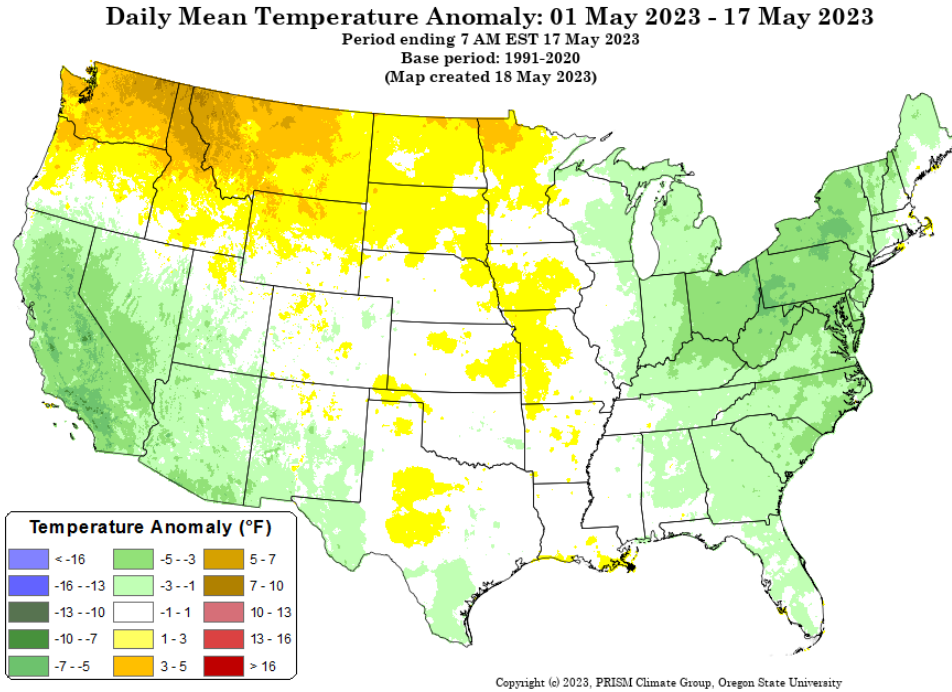 Daily Mean Temperature Anomaly: 01 May 2023 - 17 May 2023
Period ending 7 AM EST 17 May 2023
Base period: 1991-2020
(Map created 18 May 2023)
Temperature Anomaly (°F)
< -16
-5 - -3
5 - 7
-16 - -13
-3 - -1
7 - 10
-13 - -10
-1 - 1
10 - 13
-10 - -7
1 - 3
13 - 16
-7 - -5
3 - 5
> 16
Copyright (c) 2023, PRISM Climate Group, Oregon State University